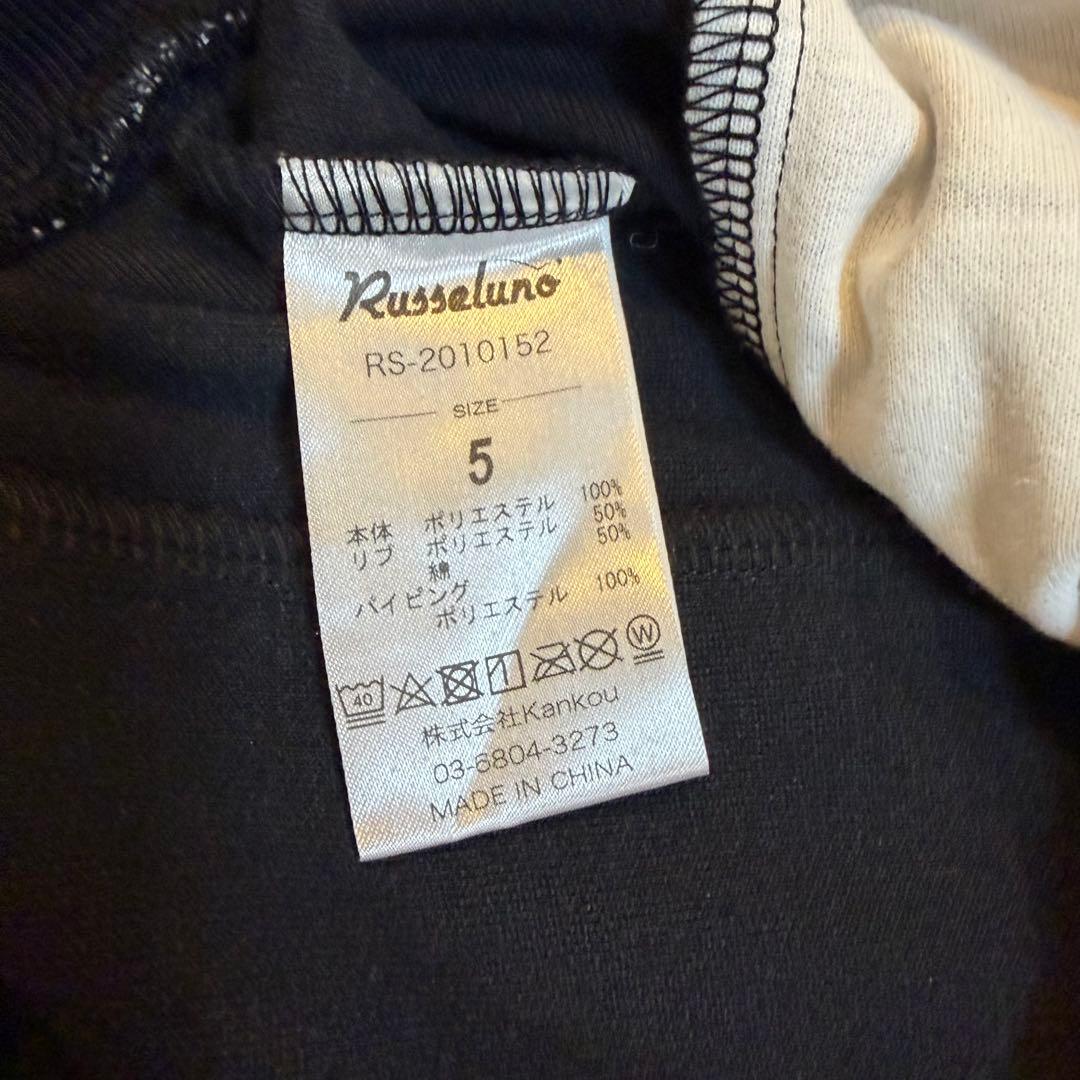 Russeluno
RS-2010152
SIZE
5
本体 ポリエステル 100%
リブ ポリエステル 50%
綿 50%
パイピング
ポリエステル 100%
40 W
株式会社Kankou
03-6804-3273
MADE IN CHINA